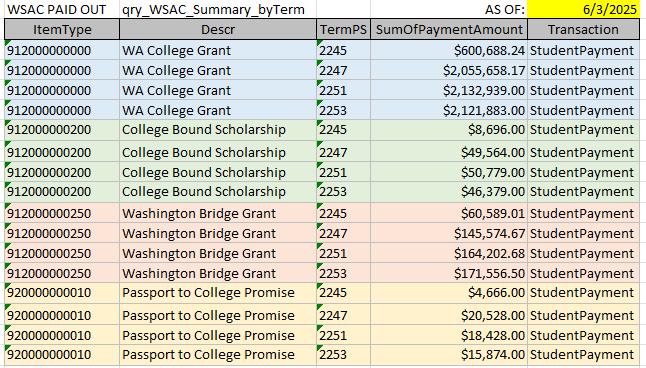 WSAC PAID OUT qry_WSAC_Summary_byTerm AS OF: 6/3/2025
ItemType Descr TermPS SumOfPaymentAmount Transaction
912000000000 WA College Grant 2245 $600,688.24 StudentPayment
912000000000 WA College Grant 2247 $2,055,658.17 StudentPayment
912000000000 WA College Grant 2251 $2,132,939.00 StudentPayment
912000000000 WA College Grant 2253 $2,121,883.00 StudentPayment
912000000200 College Bound Scholarship 2245 $8,696.00 StudentPayment
912000000200 College Bound Scholarship 2247 $49,564.00 StudentPayment
912000000200 College Bound Scholarship 2251 $50,779.00 StudentPayment
912000000200 College Bound Scholarship 2253 $46,379.00 StudentPayment
912000000250 Washington Bridge Grant 2245 $60,589.01 StudentPayment
912000000250 Washington Bridge Grant 2247 $145,574.67 StudentPayment
912000000250 Washington Bridge Grant 2251 $164,202.68 StudentPayment
912000000250 Washington Bridge Grant 2253 $171,556.50 StudentPayment
920000000010 Passport to College Promise 2245 $4,666.00 StudentPayment
920000000010 Passport to College Promise 2247 $20,528.00 StudentPayment
920000000010 Passport to College Promise 2251 $18,428.00 StudentPayment
920000000010 Passport to College Promise 2253 $15,874.00 StudentPayment